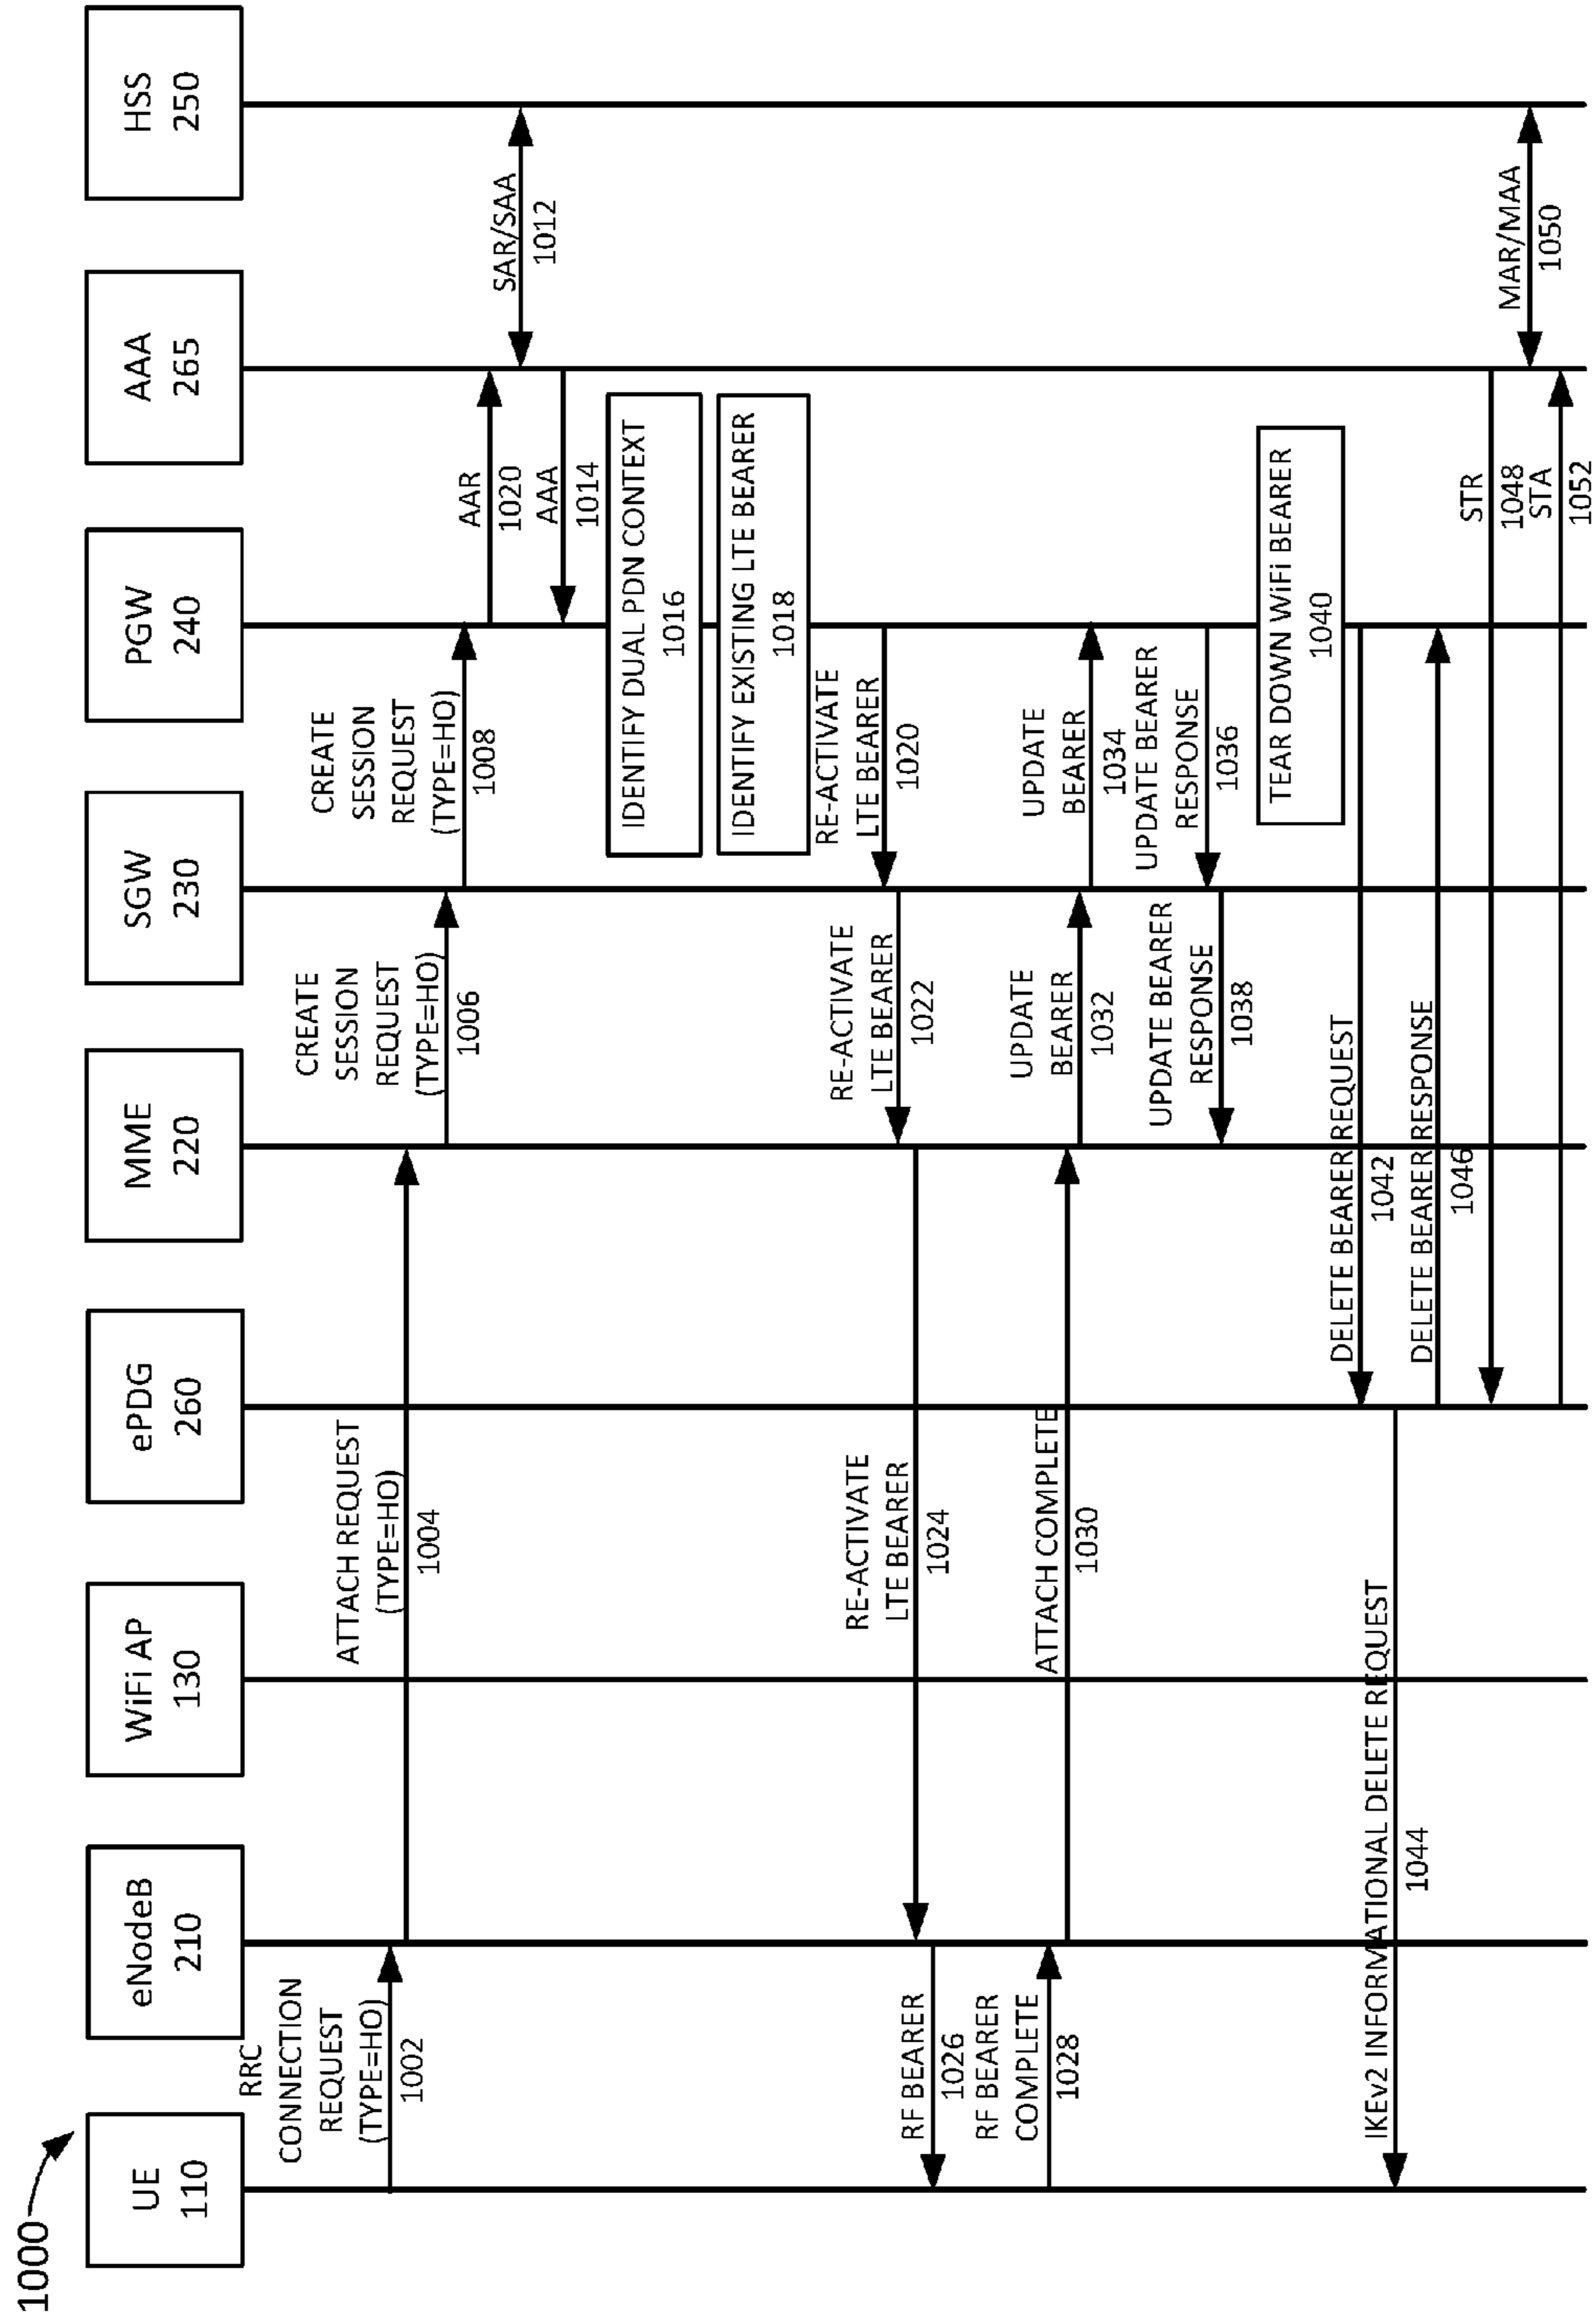 1000
UE
110
eNodeB
210
WiFi AP
130
ePDG
260
MME
220
SGW
230
PGW
240
AAA
265
HSS
250
RRC
CONNECTION
REQUEST
(TYPE=HO)
1002
ATTACH REQUEST
(TYPE=HO)
1004
CREATE
SESSION
REQUEST
(TYPE=HO)
1006
CREATE
SESSION
REQUEST
(TYPE=HO)
1008
AAR
1020
SAR/SAA
1012
AAA
1014
IDENTIFY DUAL PDN CONTEXT
1016
IDENTIFY EXISTING LTE BEARER
1018
RE-ACTIVATE
LTE BEARER
1020
RE-ACTIVATE
LTE BEARER
1022
RE-ACTIVATE
LTE BEARER
1024
RF BEARER
1026
RF BEARER
COMPLETE
1028
ATTACH COMPLETE
1030
UPDATE
BEARER
1032
UPDATE
BEARER
1034
UPDATE BEARER
RESPONSE
1036
UPDATE BEARER
RESPONSE
1038
TEAR DOWN WiFi BEARER
1040
DELETE BEARER REQUEST
1042
IKEv2 INFORMATIONAL DELETE REQUEST
1044
DELETE BEARER RESPONSE
1046
STR
1048
MAR/MAA
1050
STA
1052